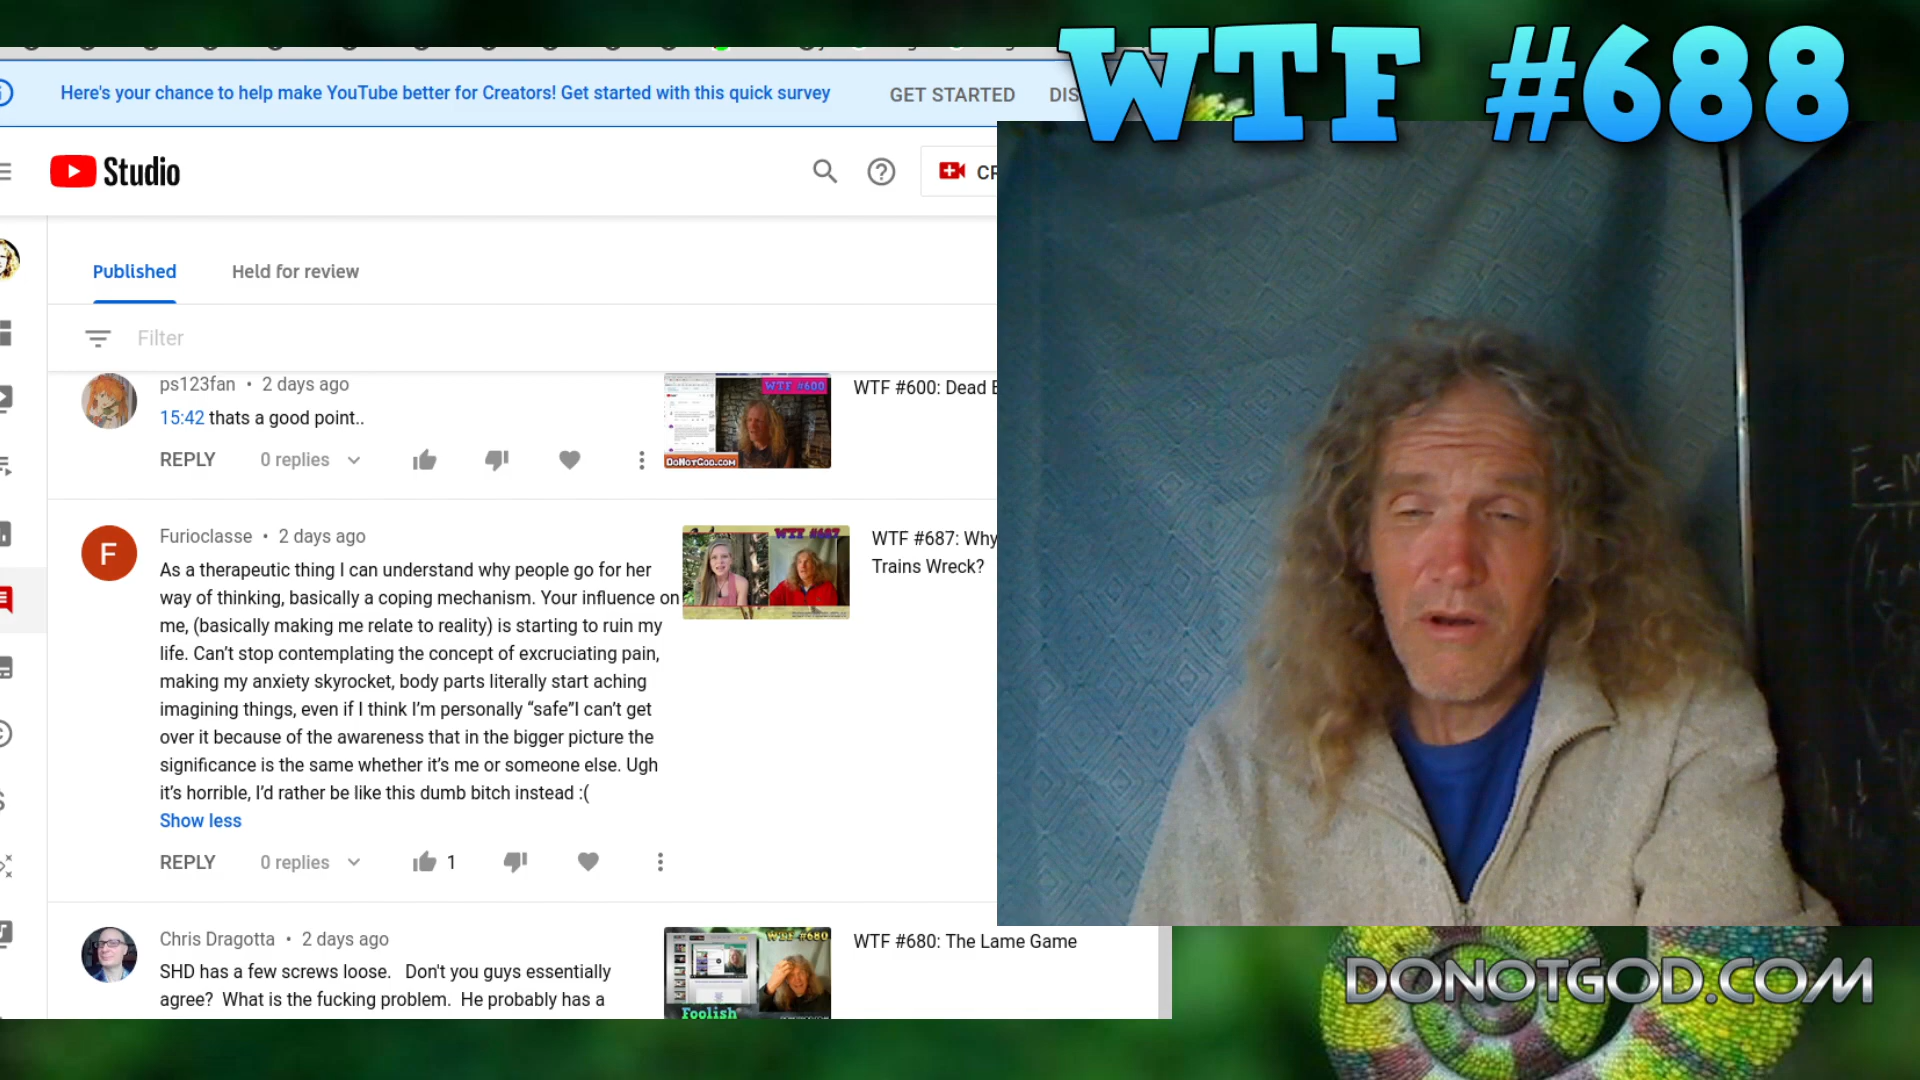 WTF #688
Here's your chance to help make YouTube better for Creators! Get started with this quick survey
GET STARTED
Studio
Published
Held for review
Filter
ps123fan • 2 days ago
15:42 thats a good point..
REPLY
0 replies
WTF #600
DoNotGod.com
WTF #600: Dead
Furioclasse • 2 days ago
F
As a therapeutic thing I can understand why people go for her
way of thinking, basically a coping mechanism. Your influence on
me, (basically making me relate to reality) is starting to ruin my
life. Can't stop contemplating the concept of excruciating pain,
making my anxiety skyrocket, body parts literally start aching
imagining things, even if I think I'm personally “safe”I can't get
over it because of the awareness that in the bigger picture the
significance is the same whether it's me or someone else. Ugh
it's horrible, I'd rather be like this dumb bitch instead :(
Show less
REPLY
0 replies
1
WTF #687
WTF #687: Why
Trains Wreck?
Chris Dragotta • 2 days ago
SHD has a few screws loose. Don't you guys essentially
agree? What is the fucking problem. He probably has a
WTF #680
Foolish
WTF #680: The Lame Game
DONOTGOD.COM